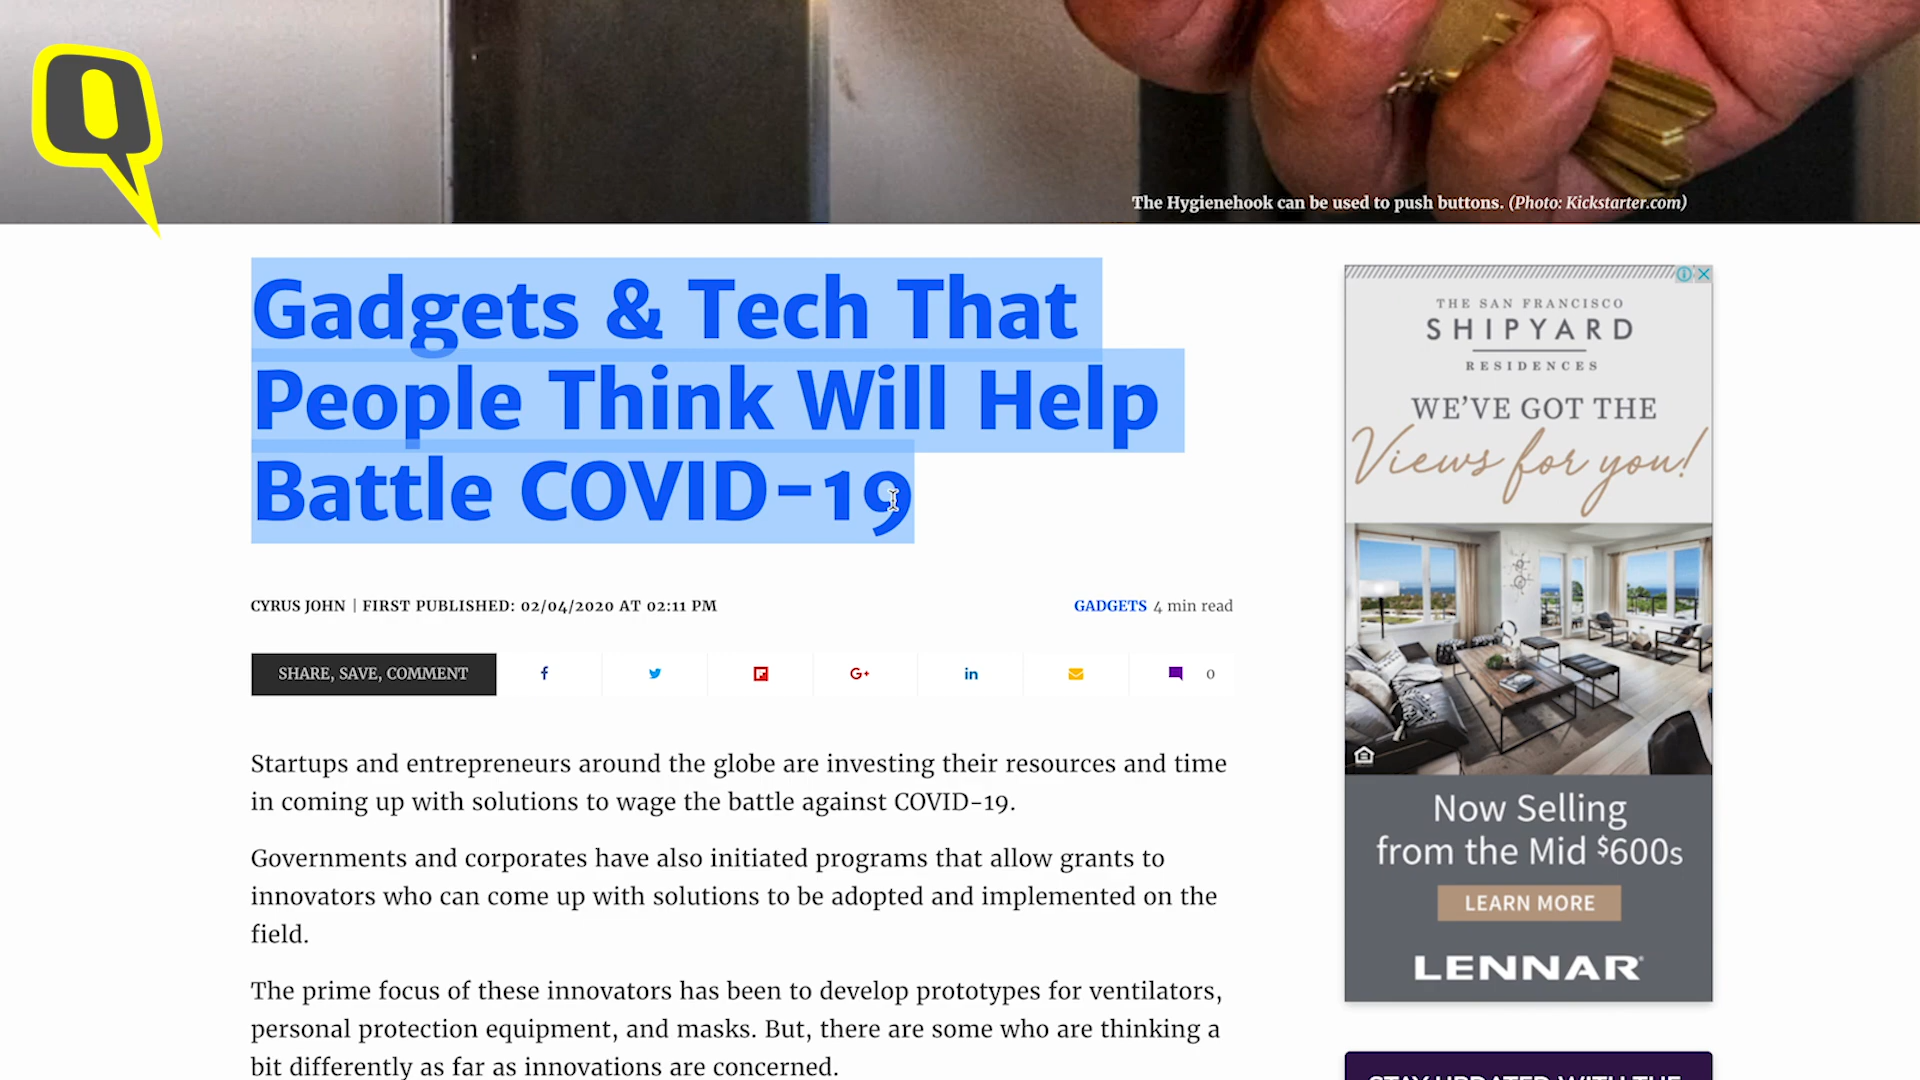 Q
The Hygienehook can be used to push buttons. (Photo: Kickstarter.com)
Gadgets & Tech That
People Think Will Help
Battle COVID-19
CYRUS JOHN | FIRST PUBLISHED: 02/04/2020 AT 02:11 PM
GADGETS 4 min read
SHARE, SAVE, COMMENT
f
G+
in
0
Startups and entrepreneurs around the globe are investing their resources and time
in coming up with solutions to wage the battle against COVID-19.
Governments and corporates have also initiated programs that allow grants to
innovators who can come up with solutions to be adopted and implemented on the
field.
The prime focus of these innovators has been to develop prototypes for ventilators,
personal protection equipment, and masks. But, there are some who are thinking a
bit differently as far as innovations are concerned.
THE SAN FRANCISCO
SHIPYARD
RESIDENCES
WE'VE GOT THE
Views for you!
Now Selling
from the Mid $600s
LEARN MORE
LENNAR
STAY UPDATED WITH THE